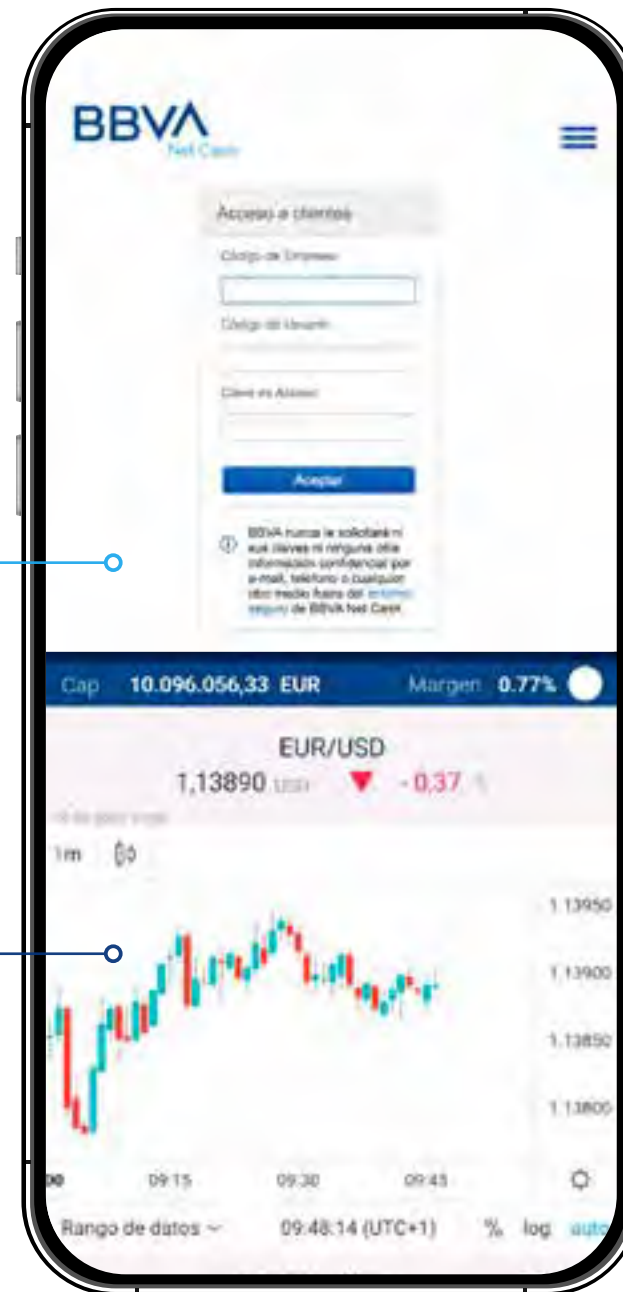 BBVA
Net Cash
Acceso a clientes
Código de Empresa
Código de Usuario
Clave de Acceso
Aceptar
BBVA nunca le solicitará ni
sus claves ni ninguna otra
información confidencial por
e-mail, teléfono o cualquier
otro medio fuera del entorno
seguro de BBVA Net Cash
Cap 10.096.056,33 EUR Margen 0.77%
EUR/USD
1,13890 USD ▼ - 0,37 %
1m
1.13950
1.13900
1.13850
1.13800
00 09:15 09:30 09:45
Rango de datos 09:48:14 (UTC+1) % log auto